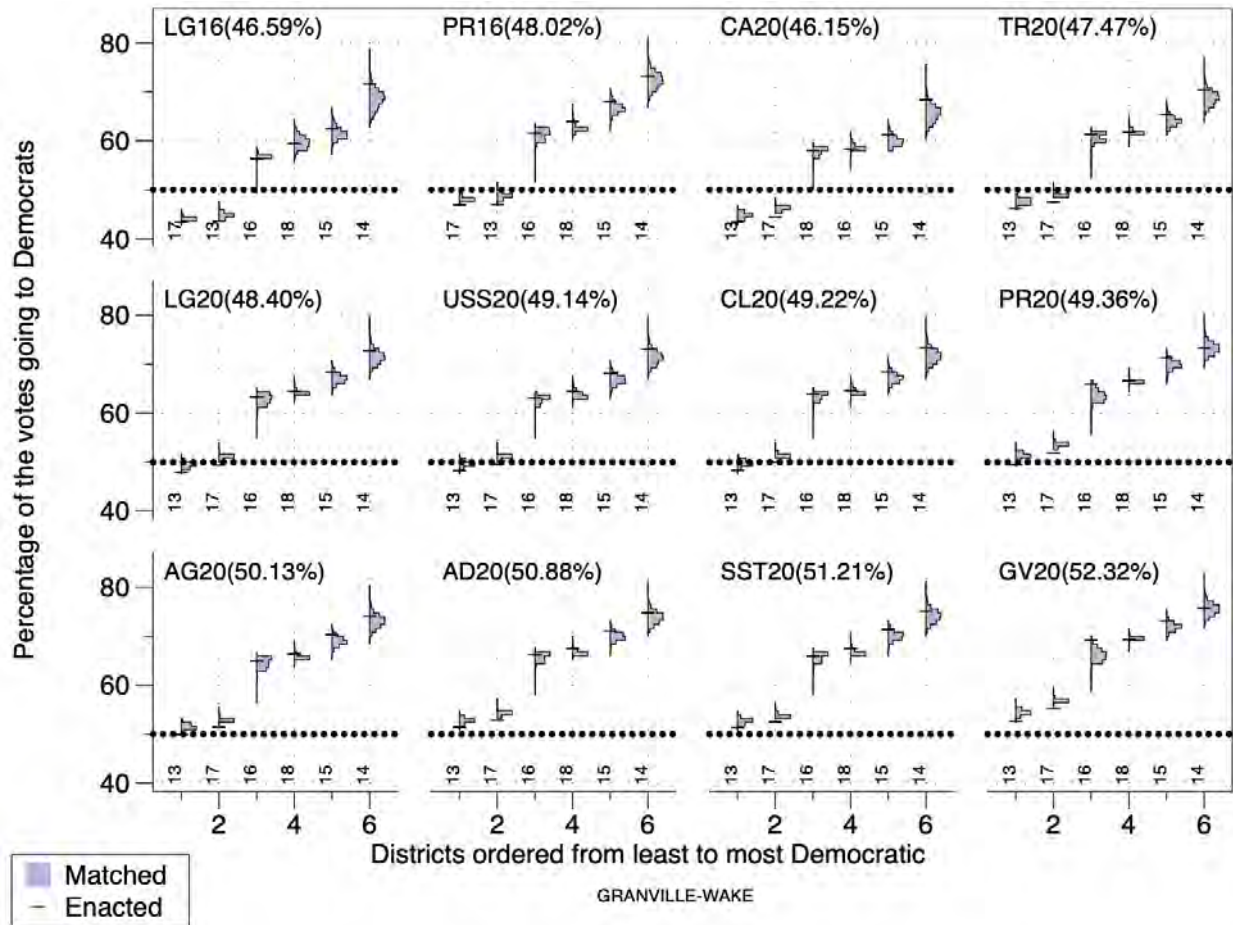 LG16(46.59%) PR16(48.02%) CA20(46.15%) TR20(47.47%)
80
60
40
17 13 16 18 15 14 17 13 16 18 15 14 13 17 18 16 15 14 13 17 16 18 15 14
LG20(48.40%) USS20(49.14%) CL20(49.22%) PR20(49.36%)
80
60
40
13 17 16 18 15 14 13 17 16 18 15 14 13 17 16 18 15 14 13 17 16 18 15 14
AG20(50.13%) AD20(50.88%) SST20(51.21%) GV20(52.32%)
80
60
40
13 17 16 18 15 14 13 17 16 18 15 14 13 17 16 18 15 14 13 17 16 18 15 14
2 4 6 2 4 6 2 4 6 2 4 6
Percentage of the votes going to Democrats
Districts ordered from least to most Democratic
Matched
Enacted
GRANVILLE-WAKE